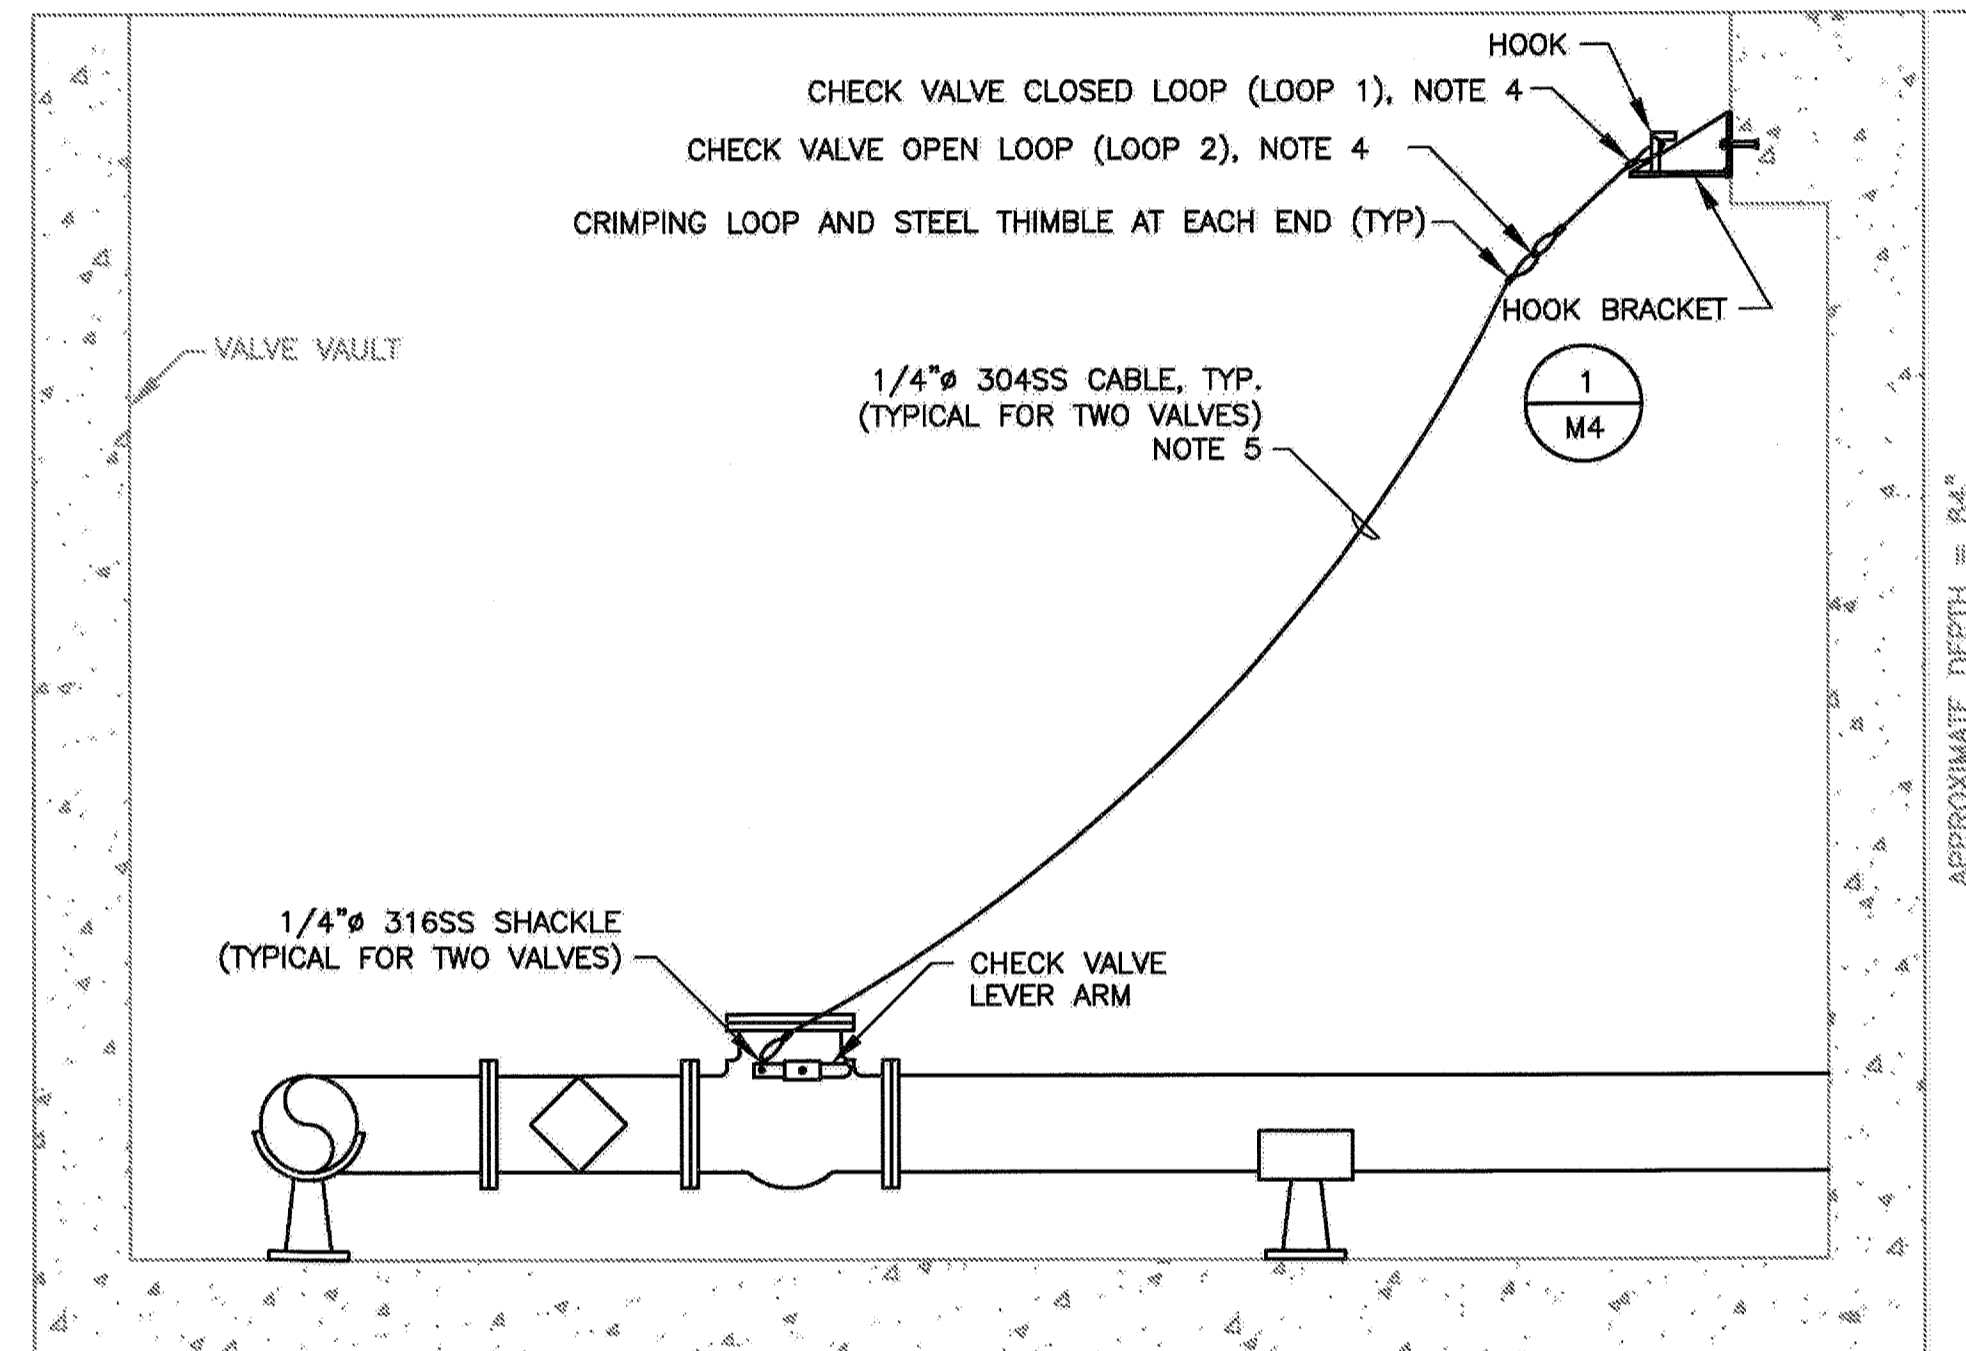 HOOK
CHECK VALVE CLOSED LOOP (LOOP 1), NOTE 4
CHECK VALVE OPEN LOOP (LOOP 2), NOTE 4
CRIMPING LOOP AND STEEL THIMBLE AT EACH END (TYP)
HOOK BRACKET
1
M4
VALVE VAULT
1/4"ø 304SS CABLE, TYP.
(TYPICAL FOR TWO VALVES)
NOTE 5
1/4"ø 316SS SHACKLE
(TYPICAL FOR TWO VALVES)
CHECK VALVE
LEVER ARM
APPROXIMATE DEPTH =